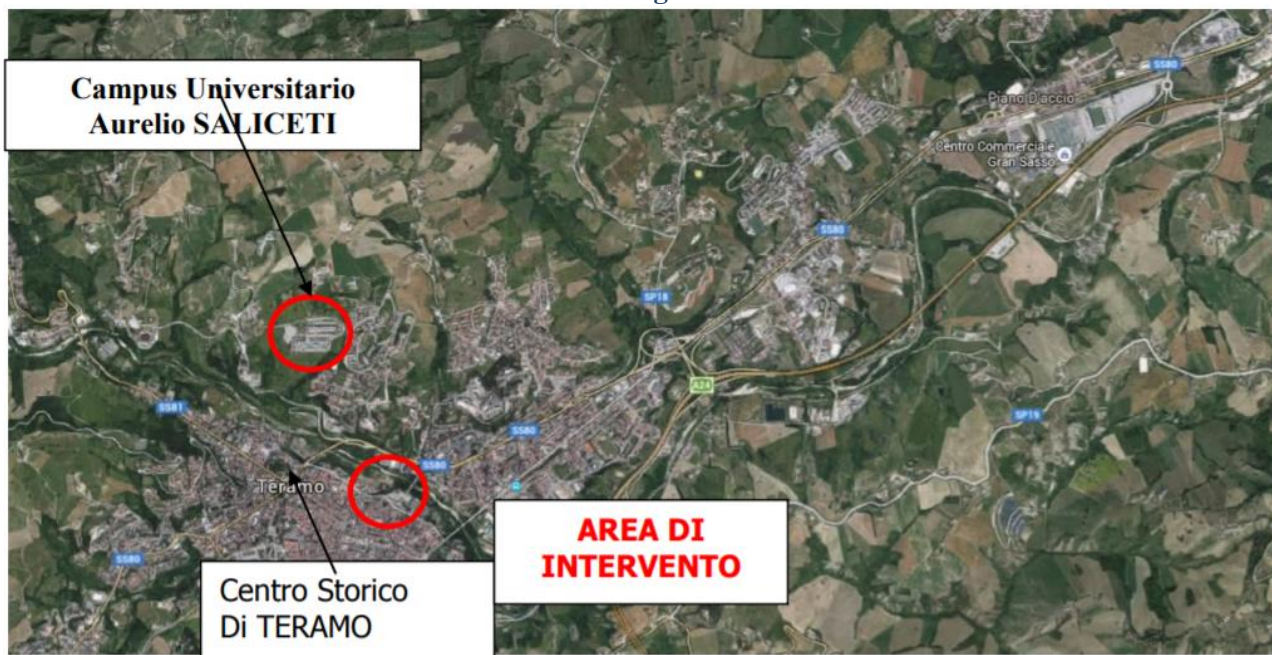 g
Campus Universitario
Aurelio SALICETI
SS80
Piano D'accio
Centro Commerciale
Gran Sasso
SS80
SP18
A24
SS81
SP19
SS80
SS80
Teramo
AREA DI
INTERVENTO
SS80
Centro Storico
Di TERAMO